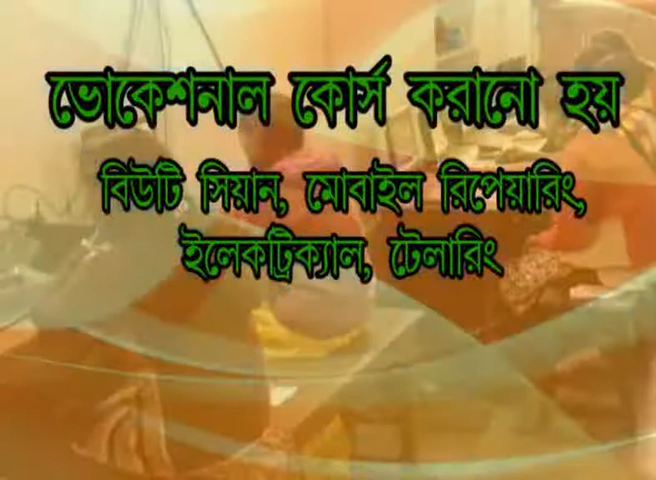 ভোকেশনাল কোর্স করানো হয়
বিউটি সিয়ান, মোবাইল রিপেয়ারিং,
ইলেকট্রিক্যাল, টেলারিং